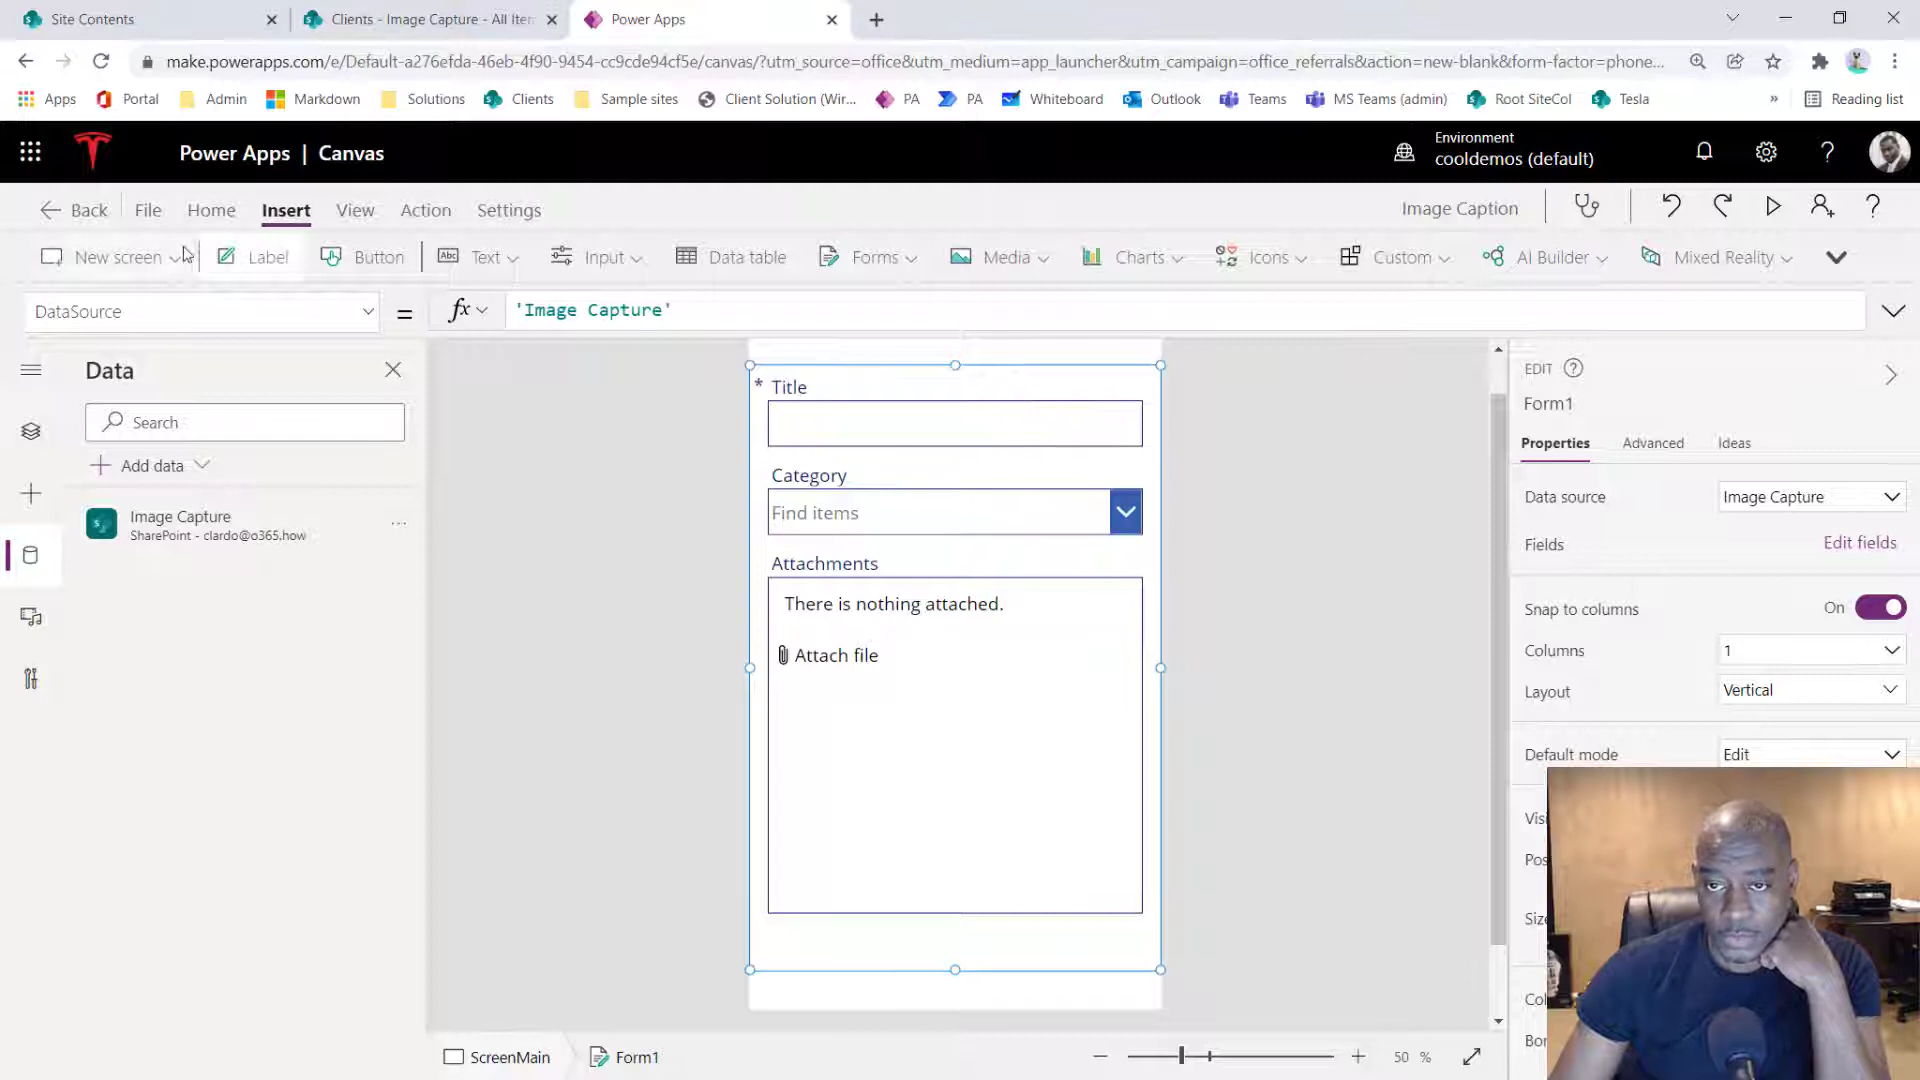 Site Contents
Clients - Image Capture - All Iten
Power Apps
make.powerapps.com/e/Default-a276efda-46eb-4f90-9454-cc9cde94cf5e/canvas/?utm_source=office&utm_medium=app_launcher&utm_campaign=office_referrals&action=new-blank&form-factor=phone...
Apps Portal Admin Markdown Solutions Clients Sample sites Client Solution (Wir... PA PA Whiteboard Outlook Teams MS Teams (admin) Root SiteCol Tesla » Reading list
Power Apps | Canvas
Environment
cooldemos (default)
Back File Home Insert View Action Settings
Image Caption
New screen Label Button Text Input Data table Forms Media Charts Icons Custom AI Builder Mixed Reality
DataSource = fx 'Image Capture'
Data
Search
Add data
Image Capture
SharePoint - clardo@o365.how
* Title
Category
Find items
Attachments
There is nothing attached.
Attach file
EDIT
Form1
Properties Advanced Ideas
Data source Image Capture
Fields Edit fields
Snap to columns On
Columns 1
Layout Vertical
Default mode Edit
Visi
Pos
Size
Col
Bor
ScreenMain Form1
50 %